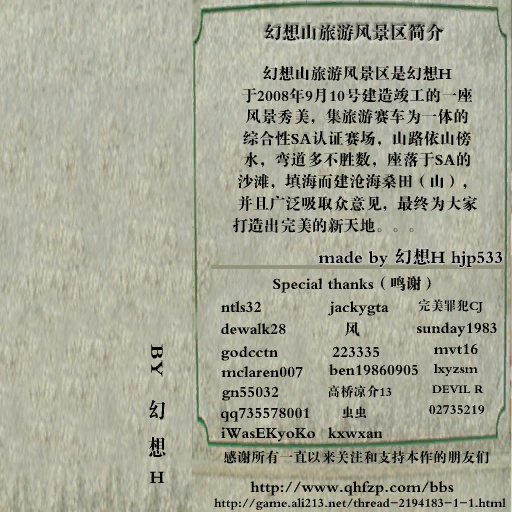 幻想山旅游风景区简介
幻想山旅游风景区是幻想H
于2008年9月10号建造竣工的一座
风景秀美，集旅游赛车为一体的
综合性SA认证赛场，山路依山傍
水，弯道多不胜数，座落于SA的
沙滩，填海而建沧海桑田（山），
并且广泛吸取众意见，最终为大家
打造出完美的新天地。。。
made by 幻想H hjp533
Special thanks（鸣谢）
ntls32 jackygta 完美罪犯CJ
dewalk28 风 sunday1983
godcctn 223335 mvt16
mclaren007 ben19860905 lxyzsm
gn55032 高桥凉介13 DEVIL R
qq735578001 虫虫 02735219
iWasEKyoKo kxwxan
感谢所有一直以来关注和支持本作的朋友们
http://www.qhfzp.com/bbs
http://game.ali213.net/thread-2194183-1-1.html
BY 幻想H